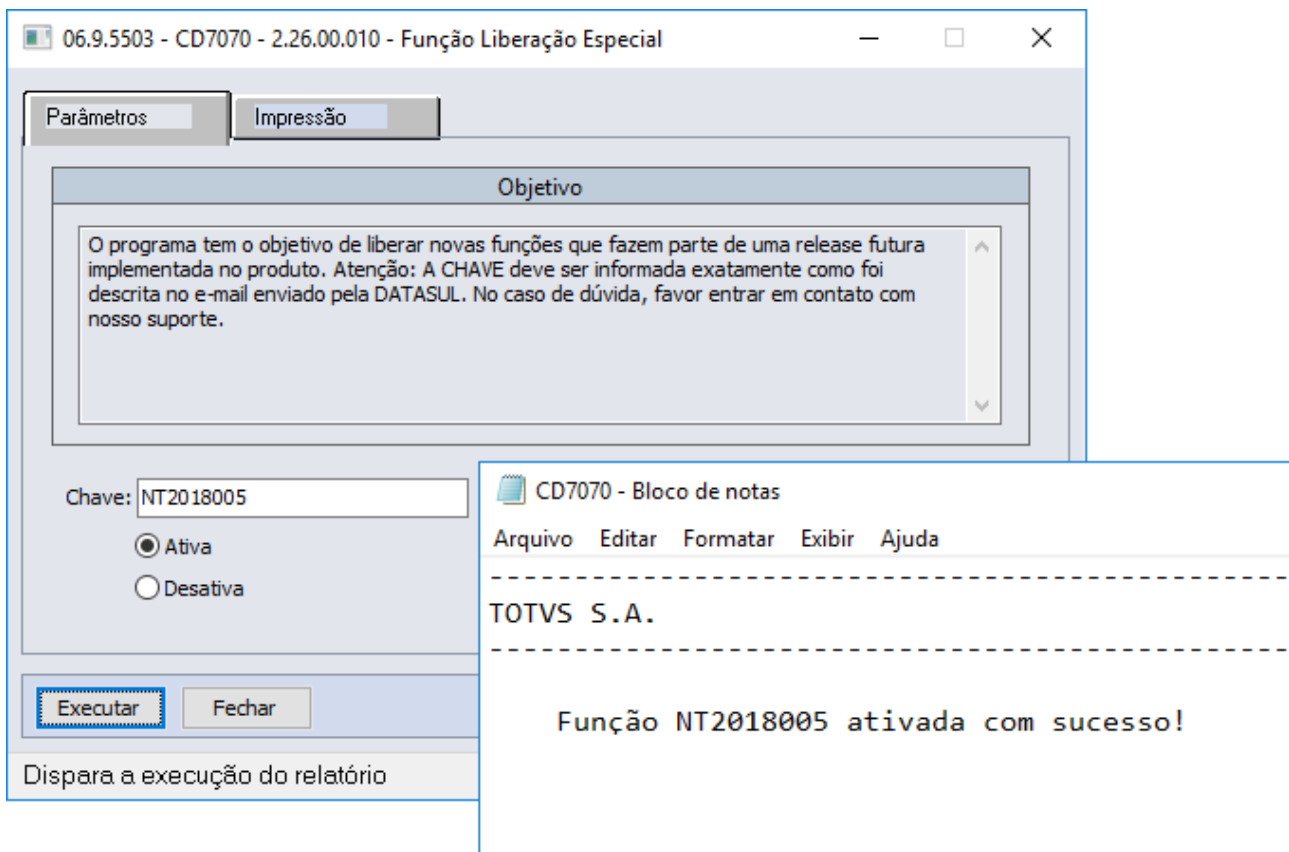 06.9.5503 - CD7070 - 2.26.00.010 - Função Liberação Especial
Parâmetros
Impressão
Objetivo
O programa tem o objetivo de liberar novas funções que fazem parte de uma release futura
implementada no produto. Atenção: A CHAVE deve ser informada exatamente como foi
descrita no e-mail enviado pela DATASUL. No caso de dúvida, favor entrar em contato com
nosso suporte.
Chave: NT2018005
Ativa
Desativa
Executar
Fechar
Dispara a execução do relatório
CD7070 - Bloco de notas
Arquivo Editar Formatar Exibir Ajuda
-----------------------------------------------
TOTVS S.A.
-----------------------------------------------
Função NT2018005 ativada com sucesso!